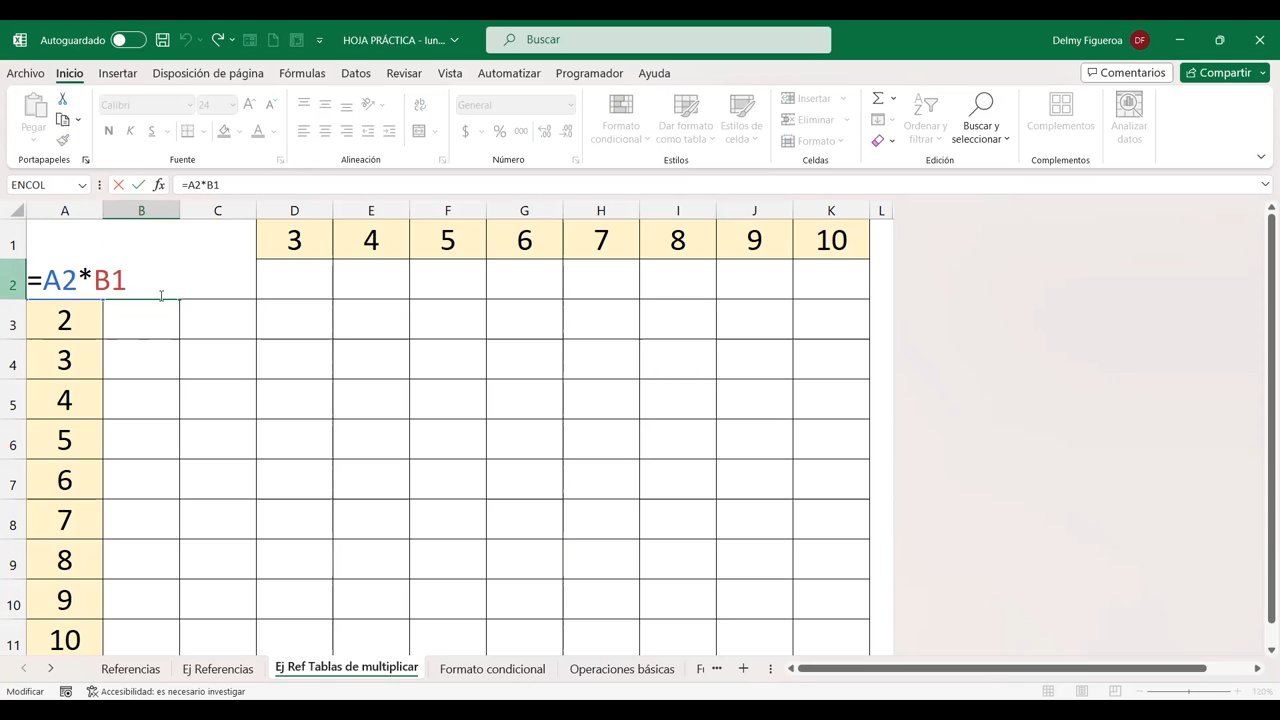 Autoguardado
HOJA PRÁCTICA - lun...
Buscar
Delmy Figueroa DF
Archivo Inicio Insertar Disposición de página Fórmulas Datos Revisar Vista Automatizar Programador Ayuda Comentarios Compartir
Pegar
Portapapeles
Calibri 24
N K S
Fuente
Alineación
General
$ % 000
Número
Formato condicional
Dar formato como tabla
Estilos de celda
Estilos
Insertar
Eliminar
Formato
Celdas
Ordenar y filtrar
Buscar y seleccionar
Edición
Complementos
Complementos
Analizar datos
ENCOL fx =A2*B1
A B C D E F G H I J K L
1 3 4 5 6 7 8 9 10
2 =A2*B1
3 2
4 3
5 4
6 5
7 6
8 7
9 8
10 9
11 10
Referencias Ej Referencias Ej Ref Tablas de multiplicar Formato condicional Operaciones básicas
Modificar Accesibilidad: es necesario investigar 120%